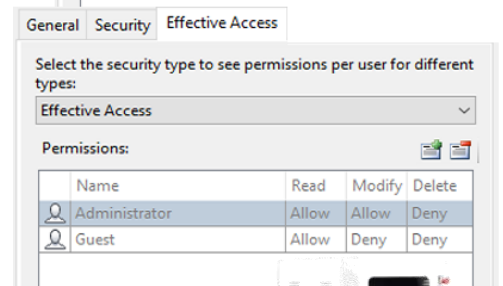 General Security Effective Access
Select the security type to see permissions per user for different
types:
Effective Access
Permissions:
Name Read Modify Delete
Administrator Allow Allow Deny
Guest Allow Deny Deny